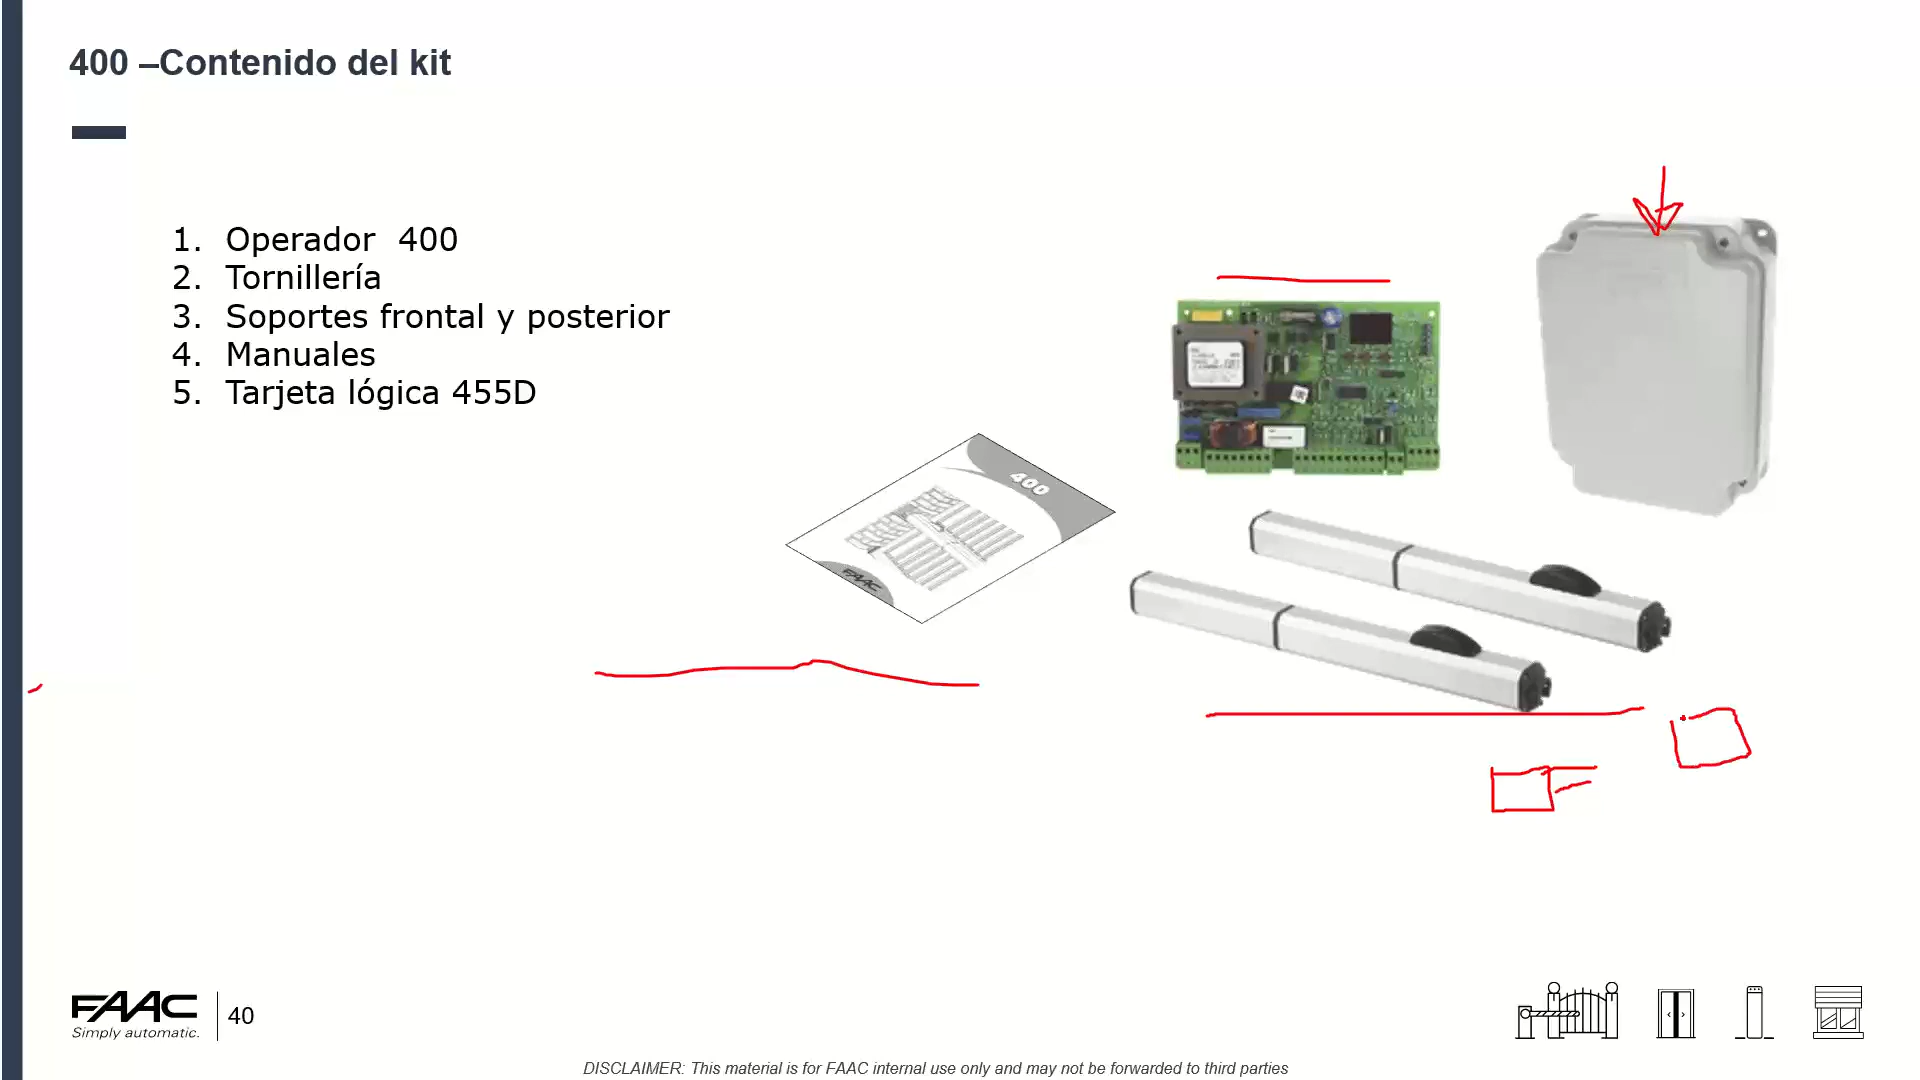 400 –Contenido del kit
1. Operador 400
2. Tornillería
3. Soportes frontal y posterior
4. Manuales
5. Tarjeta lógica 455D
400
FAAC
FAAC
Simply automatic.
40
DISCLAIMER: This material is for FAAC internal use only and may not be forwarded to third parties